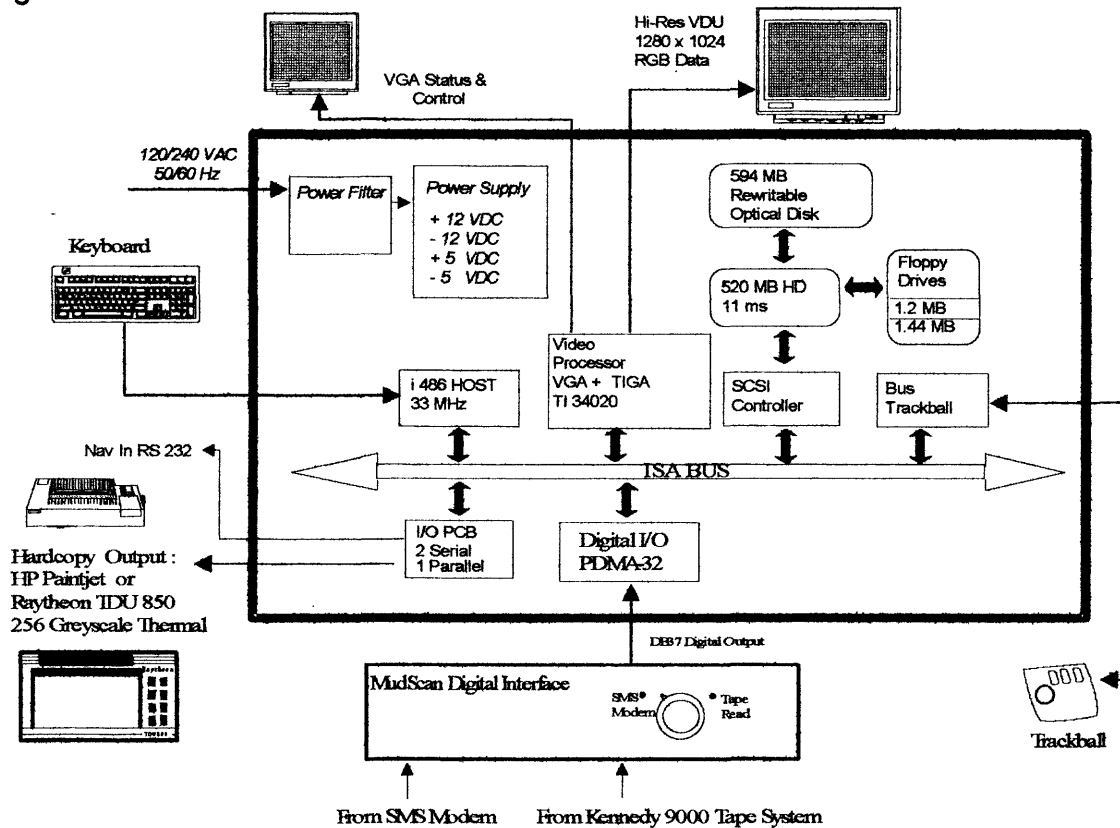 Hi-Res VDU
1280 x 1024
RGB Data
VGA Status &
Control
120/240 VAC
50/60 Hz
Power Filter
Power Supply
+ 12 VDC
- 12 VDC
+ 5 VDC
- 5 VDC
594 MB
Rewritable
Optical Disk
Keyboard
520 MB HD
11 ms
Floppy
Drives
1.2 MB
1.44 MB
i 486 HOST
33 MHz
Video
Processor
VGA + TIGA
TI 34020
SCSI
Controller
Bus
Trackball
Nav In RS 232
ISA BUS
I/O PCB
2 Serial
1 Parallel
Digital I/O
PDMA-32
Hardcopy Output :
HP Paintjet or
Raytheon TDU 850
256 Greyscale Thermal
DB37 Digital Output
MudScan Digital Interface
SMS
Modem
Tape
Read
Raytheon
Trackball
From SMS Modem
From Kennedy 9000 Tape System